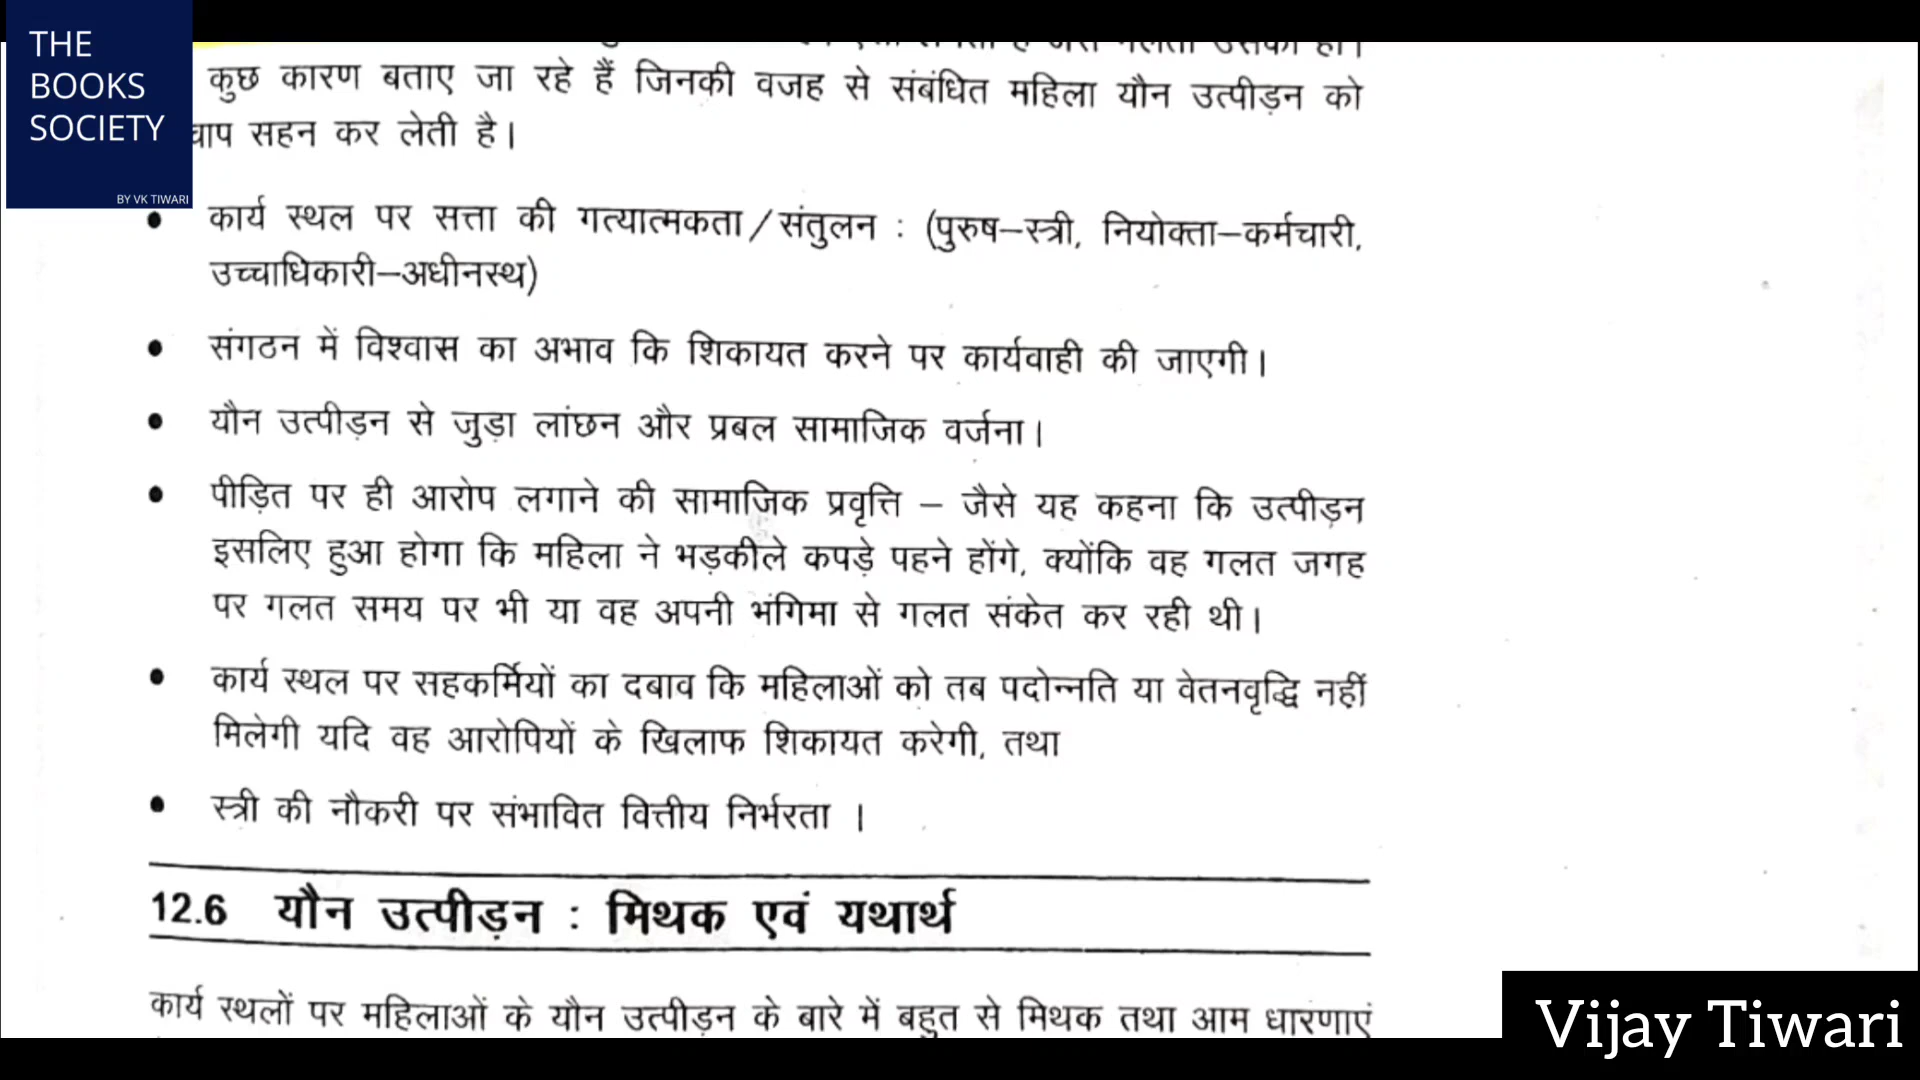 THE
BOOKS
SOCIETY
BY VK TIWARI
कुछ कारण बताए जा रहे हैं जिनकी वजह से संबंधित महिला यौन उत्पीड़न को
चाप सहन कर लेती है।
• कार्य स्थल पर सत्ता की गत्यात्मकता/संतुलन : (पुरुष–स्त्री, नियोक्ता–कर्मचारी,
उच्चाधिकारी–अधीनस्थ)
• संगठन में विश्वास का अभाव कि शिकायत करने पर कार्यवाही की जाएगी।
• यौन उत्पीड़न से जुड़ा लांछन और प्रबल सामाजिक वर्जना।
• पीड़ित पर ही आरोप लगाने की सामाजिक प्रवृत्ति – जैसे यह कहना कि उत्पीड़न
इसलिए हुआ होगा कि महिला ने भड़कीले कपड़े पहने होंगे, क्योंकि वह गलत जगह
पर गलत समय पर भी या वह अपनी भंगिमा से गलत संकेत कर रही थी।
• कार्य स्थल पर सहकर्मियों का दबाव कि महिलाओं को तब पदोन्नति या वेतनवृद्धि नहीं
मिलेगी यदि वह आरोपियों के खिलाफ शिकायत करेगी, तथा
• स्त्री की नौकरी पर संभावित वित्तीय निर्भरता ।
12.6 यौन उत्पीड़न : मिथक एवं यथार्थ
कार्य स्थलों पर महिलाओं के यौन उत्पीड़न के बारे में बहुत से मिथक तथा आम धारणाएं
Vijay Tiwari